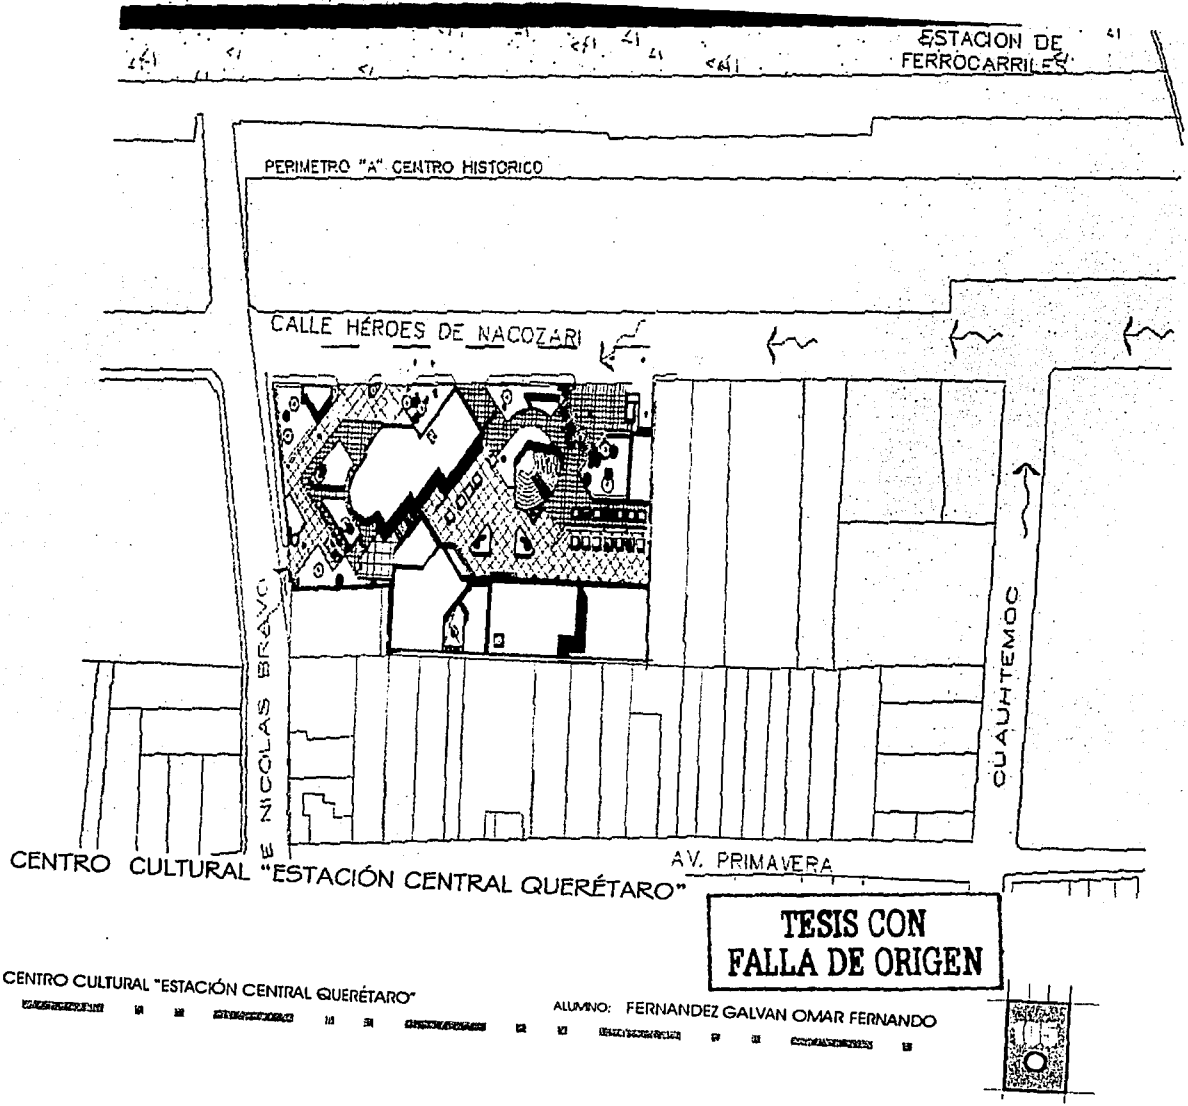 ESTACION DE
FERROCARRILES
PERIMETRO "A" CENTRO HISTORICO
CALLE HÉROES DE NACOZARI
E NICOLAS BRAVO
CUAUHTEMOC
AV. PRIMAVERA
CENTRO CULTURAL "ESTACIÓN CENTRAL QUERÉTARO"
TESIS CON
FALLA DE ORIGEN
CENTRO CULTURAL "ESTACIÓN CENTRAL QUERÉTARO"
ALUMNO: FERNANDEZ GALVAN OMAR FERNANDO